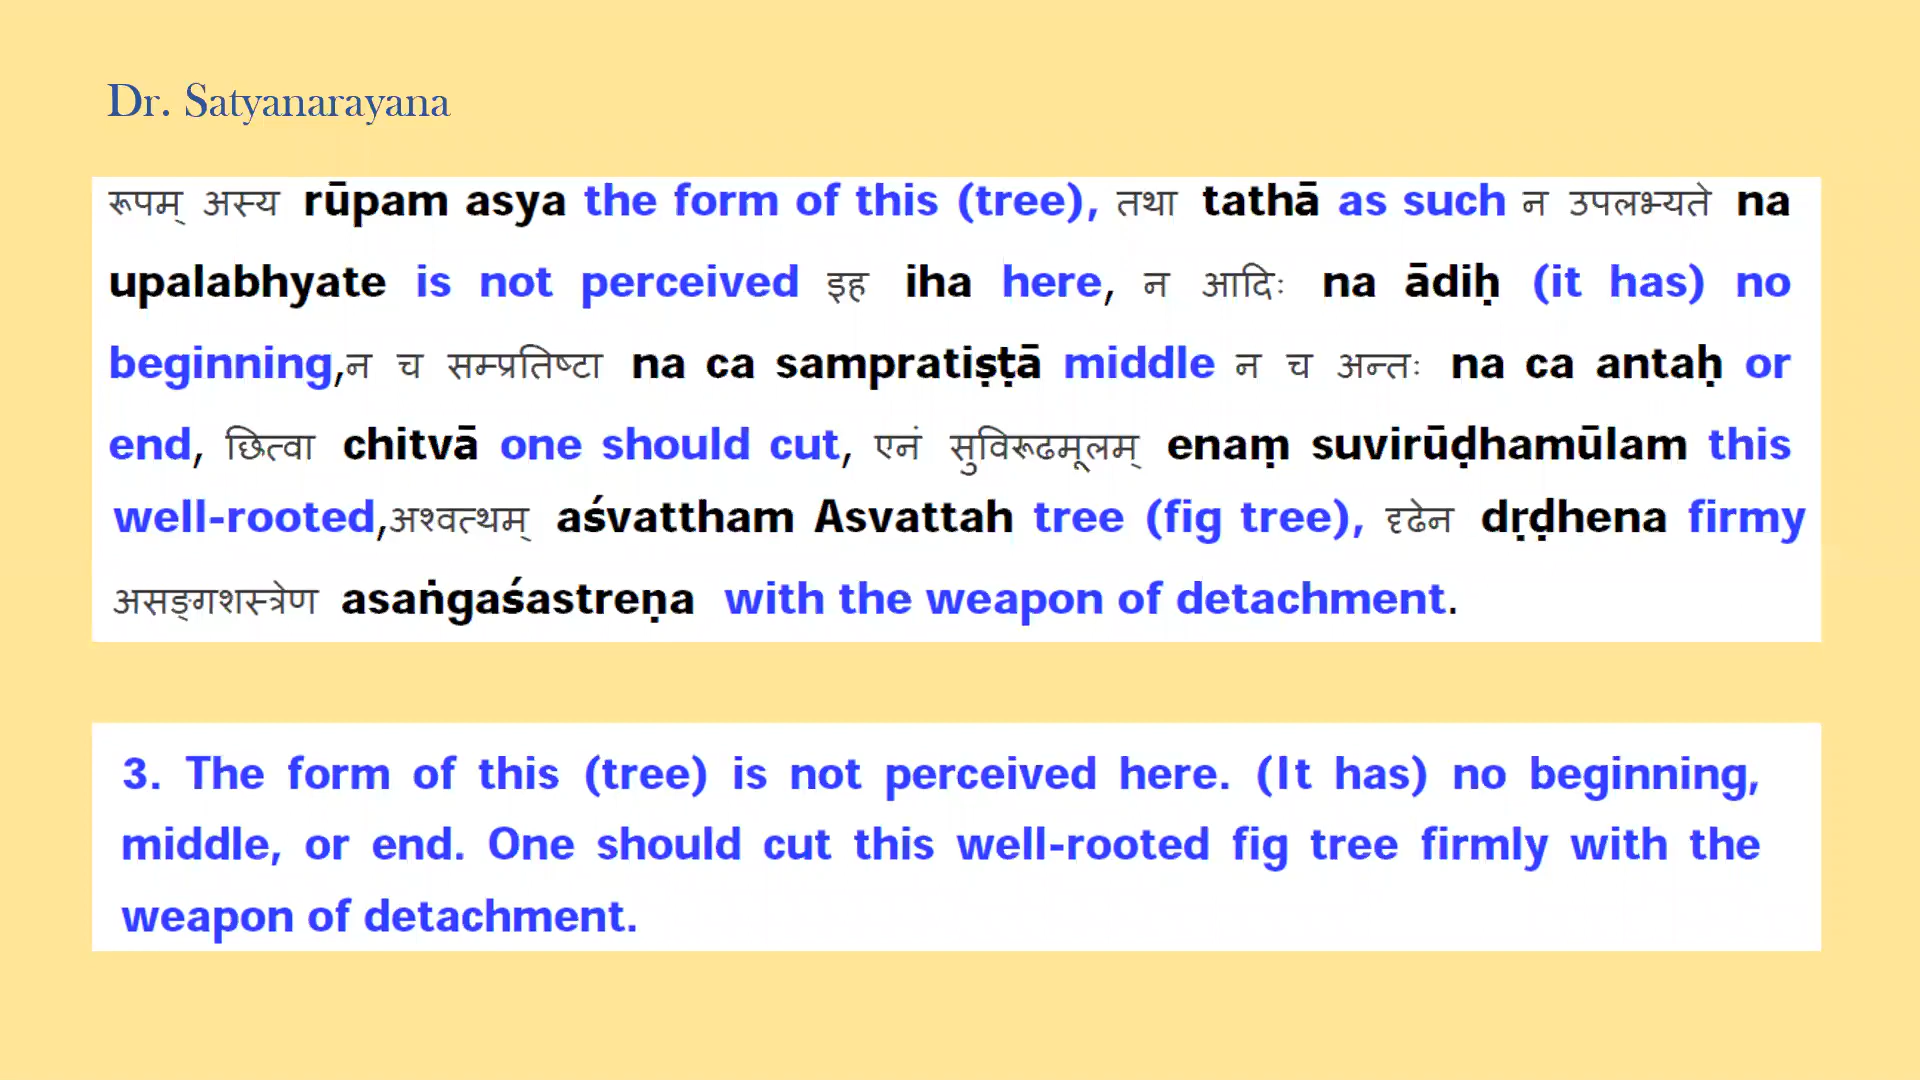 Dr. Satyanarayana
रूपम् अस्य rūpam asya the form of this (tree), तथा tathā as such न उपलभ्यते na
upalabhyate is not perceived इह iha here, न आदिः na ādiḥ (it has) no
beginning,न च सम्प्रतिष्टा na ca sampratiṣṭā middle न च अन्तः na ca antaḥ or
end, छित्वा chitvā one should cut, एनं सुविरूढमूलम् enaṃ suvirūḍhamūlam this
well-rooted,अश्वत्थम् aśvattham Asvattah tree (fig tree), दृढेन dṛḍhena firmy
असङ्गशस्त्रेण asaṅgaśastreṇa with the weapon of detachment.
3. The form of this (tree) is not perceived here. (It has) no beginning,
middle, or end. One should cut this well-rooted fig tree firmly with the
weapon of detachment.